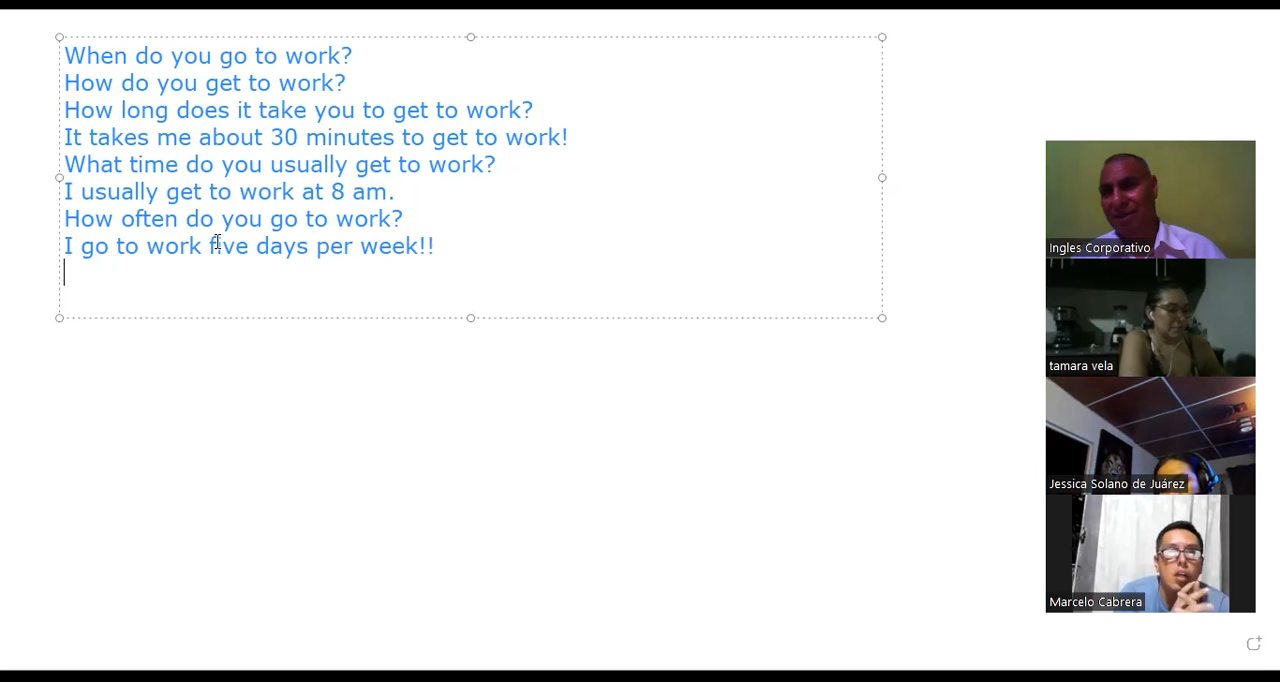 When do you go to work?
How do you get to work?
How long does it take you to get to work?
It takes me about 30 minutes to get to work!
What time do you usually get to work?
I usually get to work at 8 am.
How often do you go to work?
I go to work five days per week!!
Ingles Corporativo
tamara vela
Jessica Solano de Juárez
Marcelo Cabrera